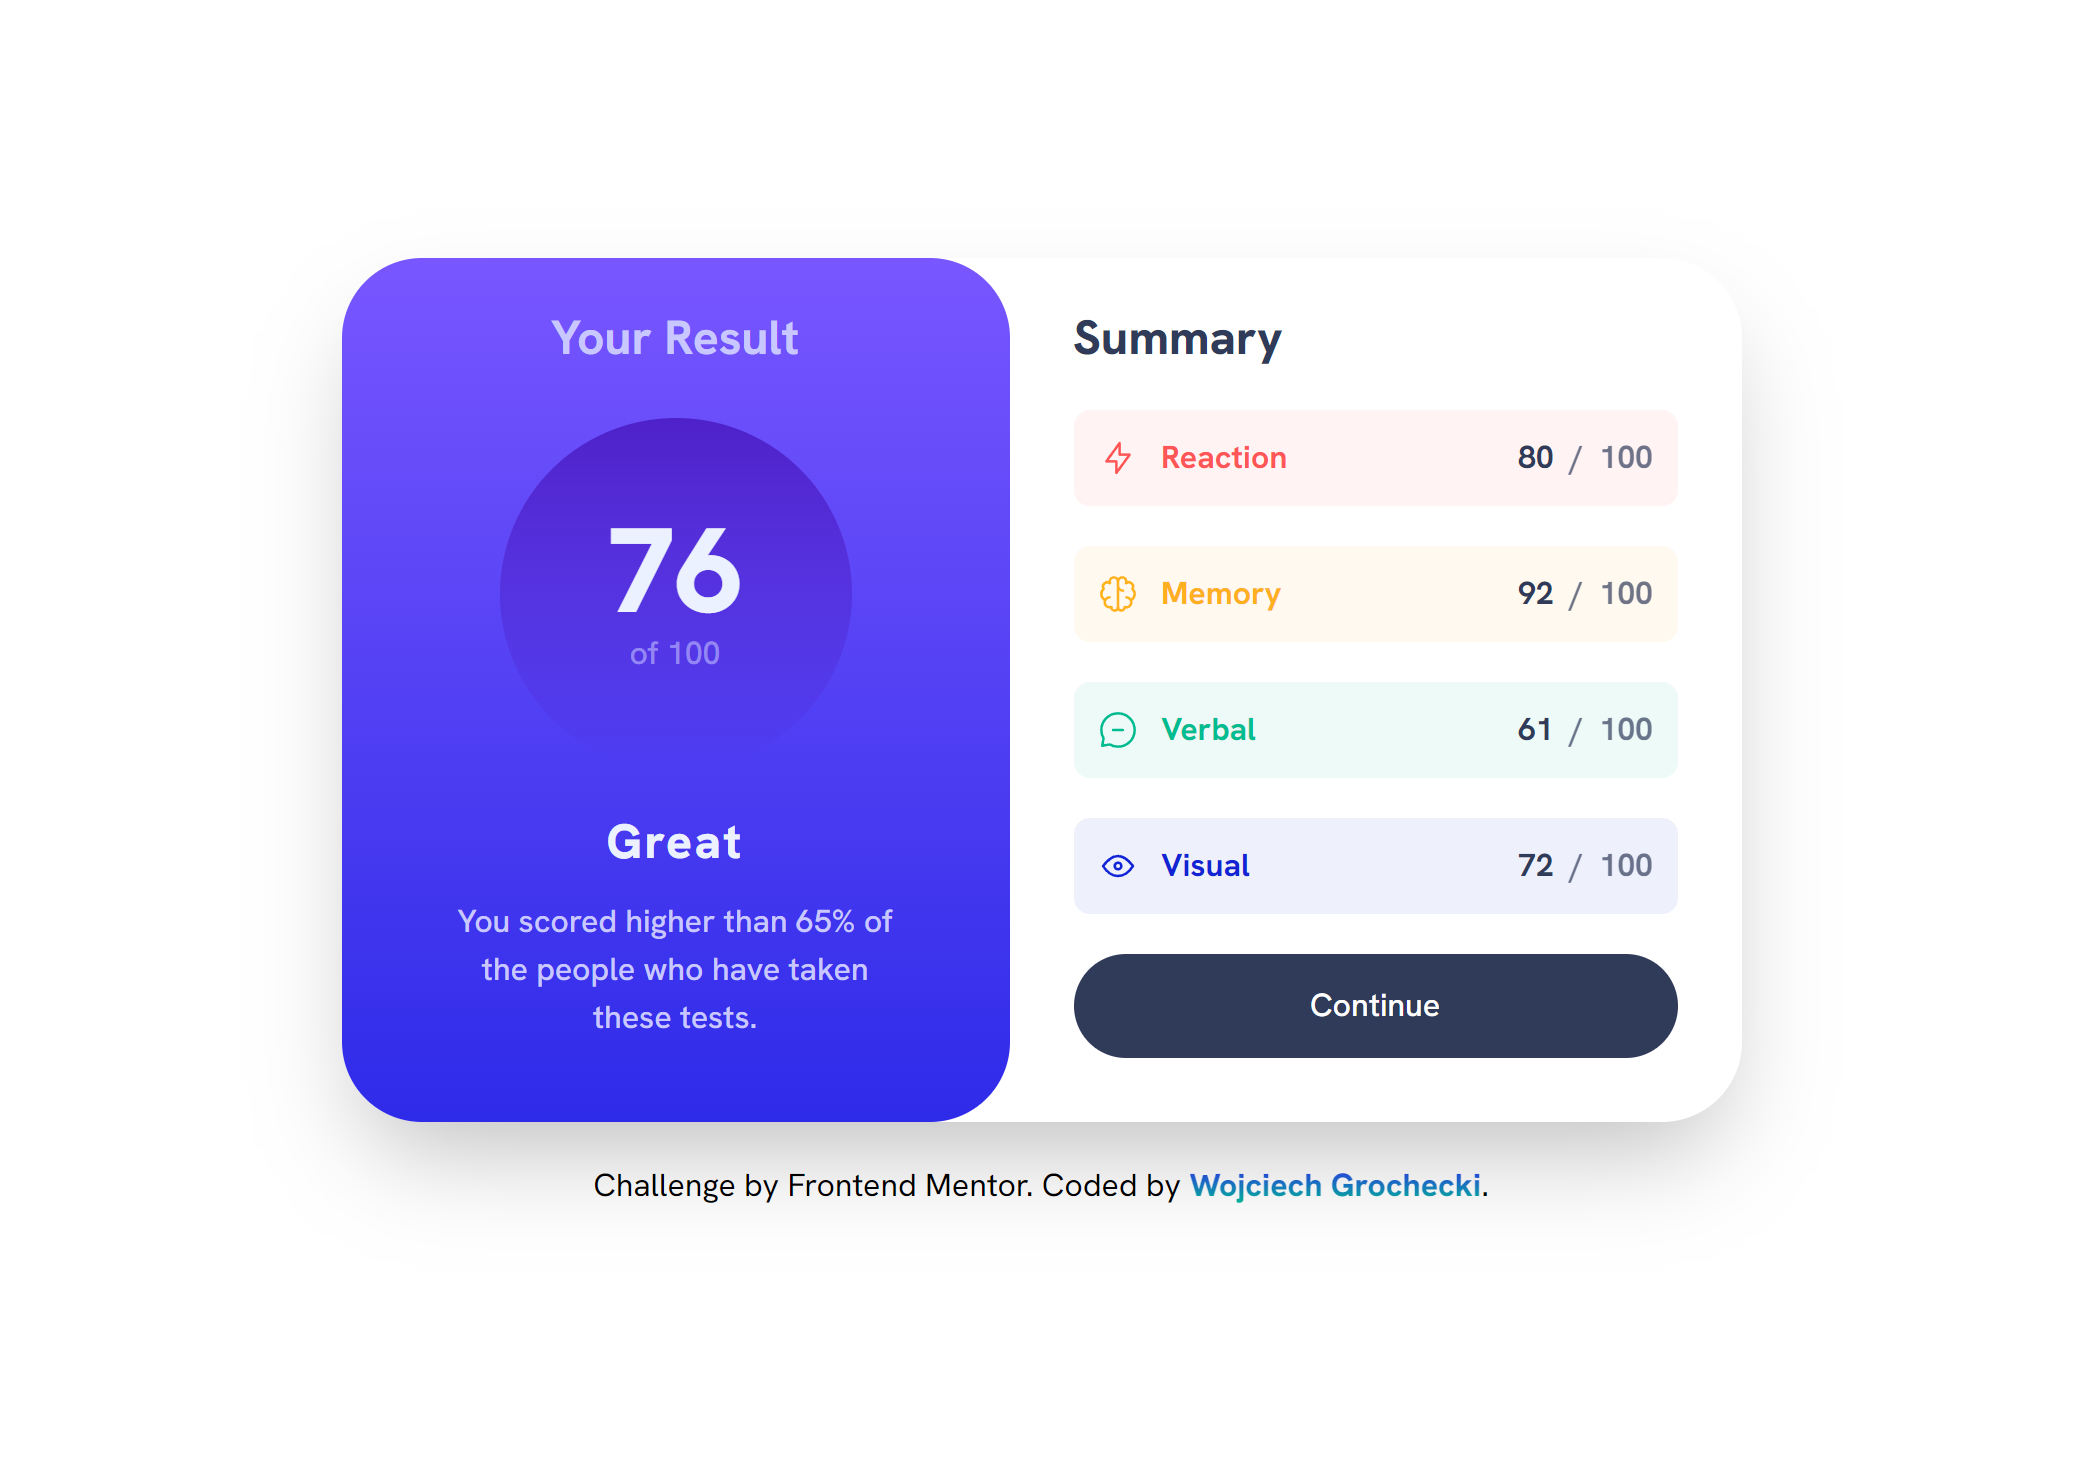 Your Result
76
of 100
Great
You scored higher than 65% of
the people who have taken
these tests.
Summary
Reaction 80 / 100
Memory 92 / 100
Verbal 61 / 100
Visual 72 / 100
Continue
Challenge by Frontend Mentor. Coded by Wojciech Grochecki.